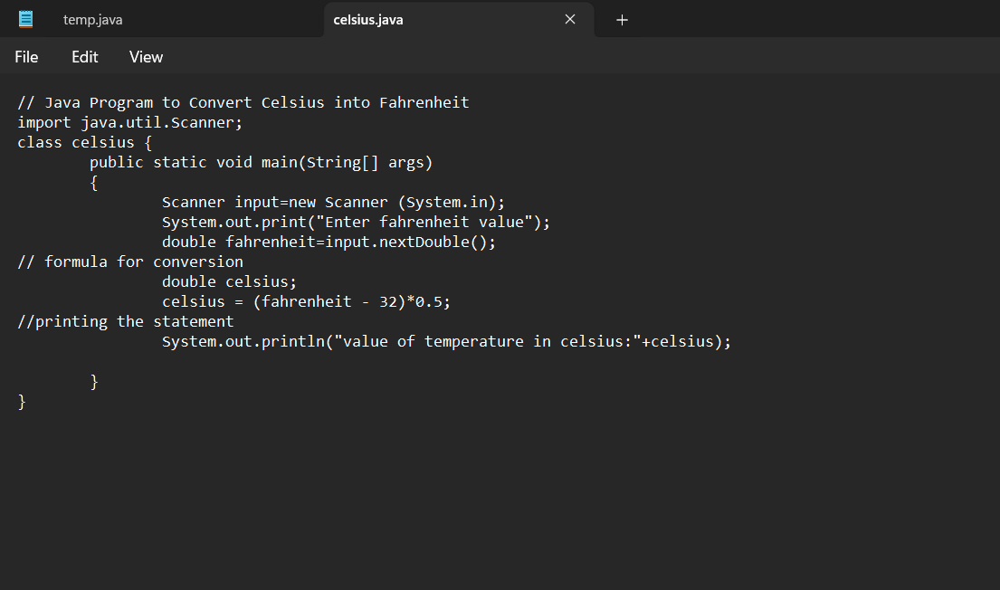 temp.java celsius.java
File Edit View
// Java Program to Convert Celsius into Fahrenheit
import java.util.Scanner;
class celsius {
        public static void main(String[] args)
        {
                Scanner input=new Scanner (System.in);
                System.out.print("Enter fahrenheit value");
                double fahrenheit=input.nextDouble();
// formula for conversion
                double celsius;
                celsius = (fahrenheit - 32)*0.5;
//printing the statement
                System.out.println("value of temperature in celsius:"+celsius);
        }
}